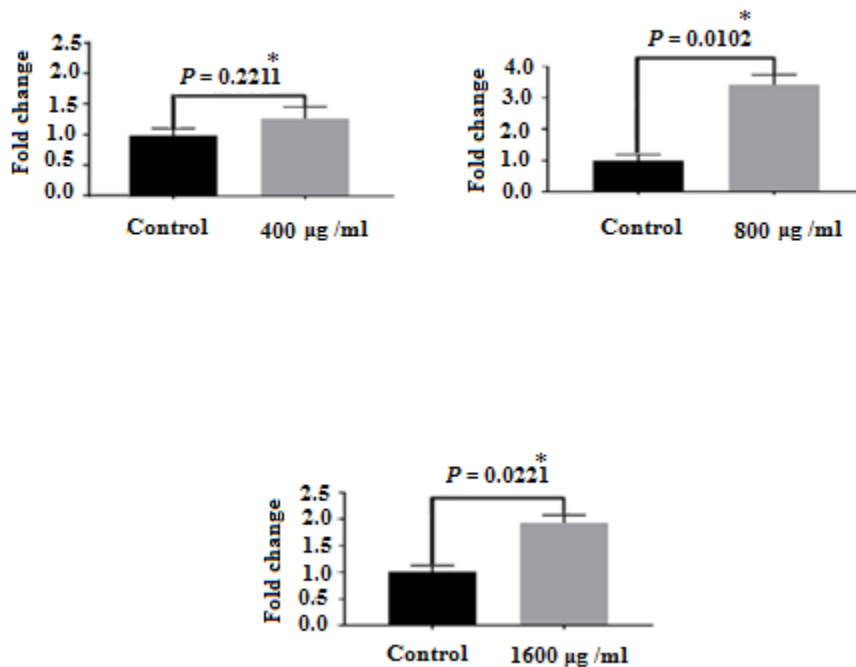 *
P = 0.2211
Fold change
2.5
2.0
1.5
1.0
0.5
0.0
Control 400 µg /ml
*
P = 0.0102
Fold change
4.0
3.0
2.0
1.0
0.0
Control 800 µg /ml
*
P = 0.0221
Fold change
2.5
2.0
1.5
1.0
0.5
0.0
Control 1600 µg /ml